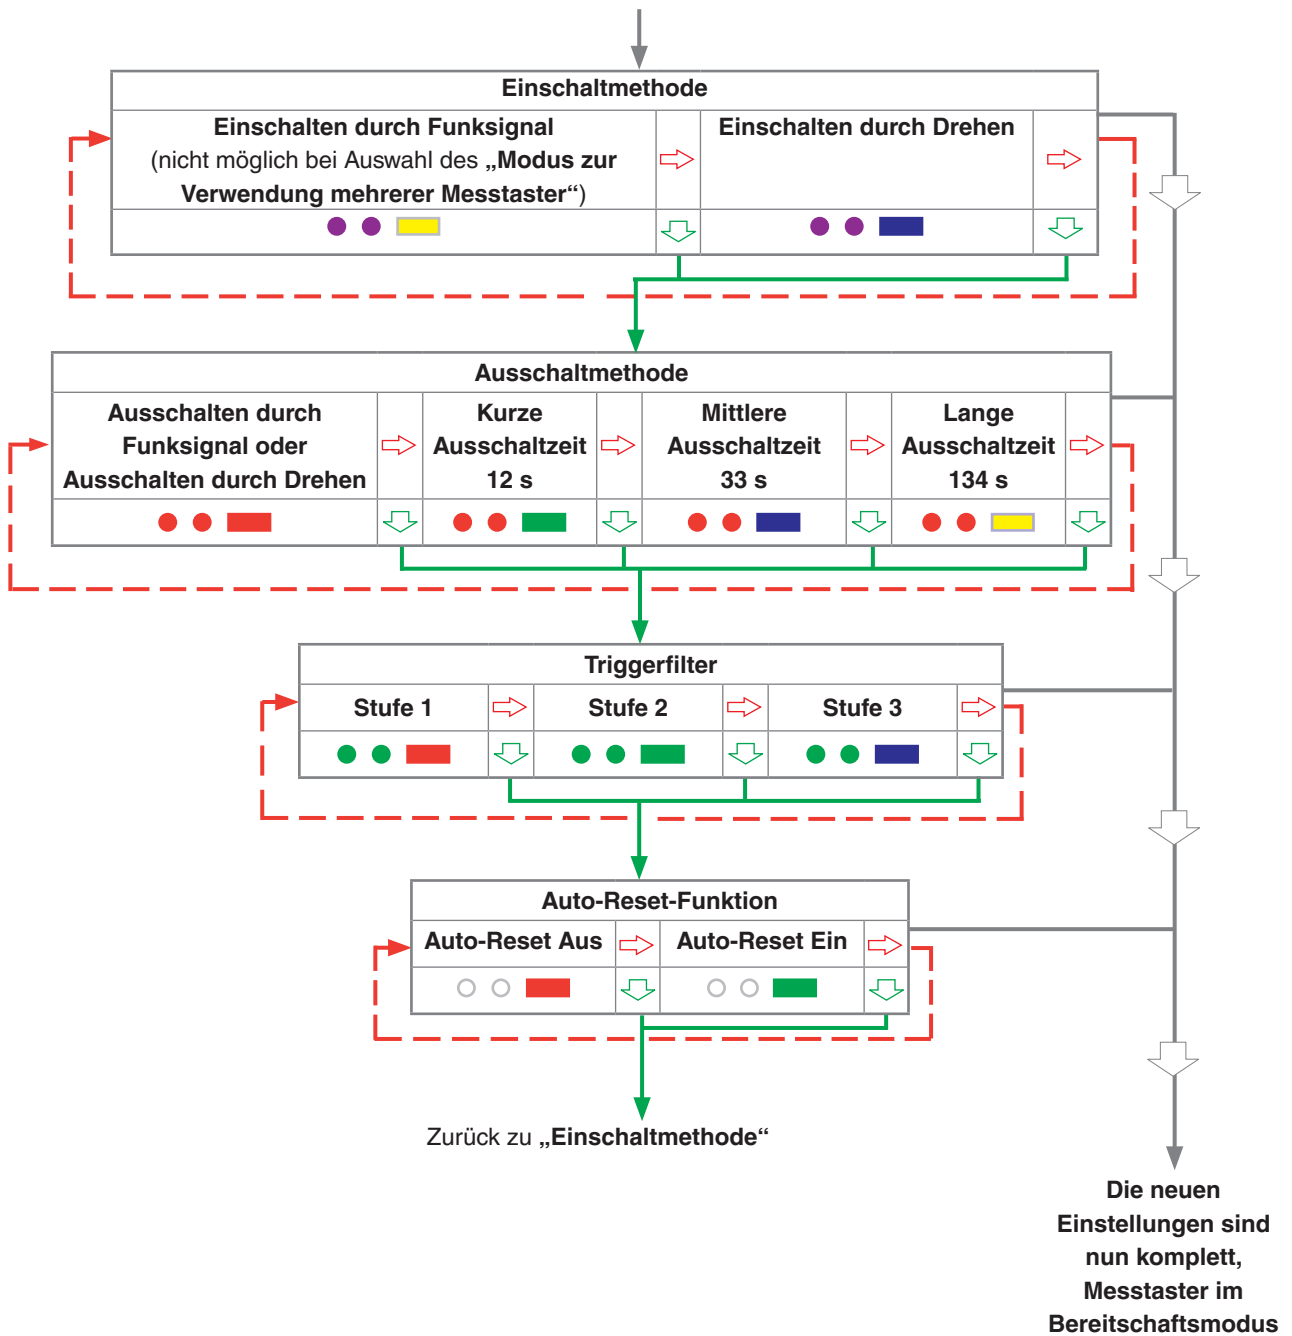 Einschaltmethode
Einschalten durch Funksignal
(nicht möglich bei Auswahl des „Modus zur
Verwendung mehrerer Messtaster“)
Einschalten durch Drehen
Ausschaltmethode
Ausschalten durch
Funksignal oder
Ausschalten durch Drehen
Kurze
Ausschaltzeit
12 s
Mittlere
Ausschaltzeit
33 s
Lange
Ausschaltzeit
134 s
Triggerfilter
Stufe 1
Stufe 2
Stufe 3
Auto-Reset-Funktion
Auto-Reset Aus
Auto-Reset Ein
Zurück zu „Einschaltmethode“
Die neuen
Einstellungen sind
nun komplett,
Messtaster im
Bereitschaftsmodus